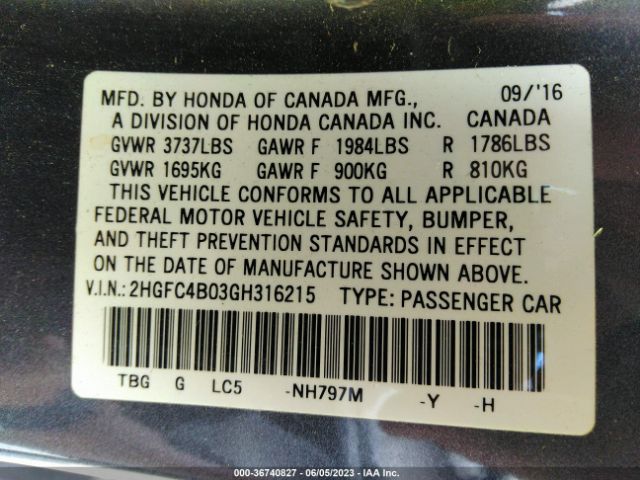 MFD. BY HONDA OF CANADA MFG., 09/'16
A DIVISION OF HONDA CANADA INC. CANADA
GVWR 3737LBS GAWR F 1984LBS R 1786LBS
GVWR 1695KG GAWR F 900KG R 810KG
THIS VEHICLE CONFORMS TO ALL APPLICABLE
FEDERAL MOTOR VEHICLE SAFETY, BUMPER,
AND THEFT PREVENTION STANDARDS IN EFFECT
ON THE DATE OF MANUFACTURE SHOWN ABOVE.
V.I.N.: 2HGFC4B03GH316215 TYPE: PASSENGER CAR
TBG G LC5 -NH797M -Y -H
000-36740827 - 06/05/2023 - IAA Inc.